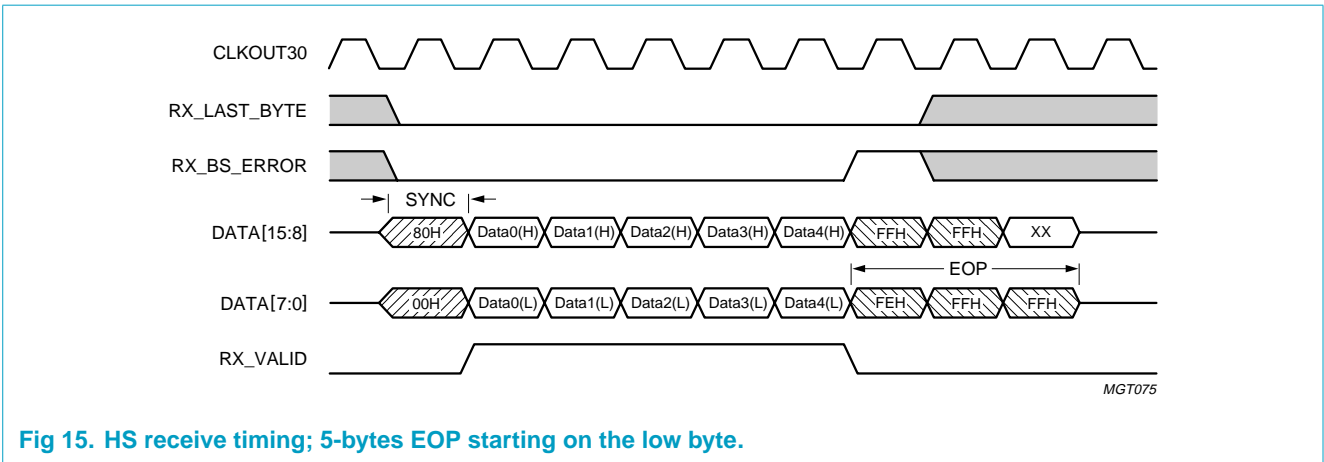 CLKOUT30
RX_LAST_BYTE
RX_BS_ERROR
SYNC
DATA[15:8] 80H Data0(H) Data1(H) Data2(H) Data3(H) Data4(H) FFH FFH XX
EOP
DATA[7:0] 00H Data0(L) Data1(L) Data2(L) Data3(L) Data4(L) FEH FFH FFH
RX_VALID
MGT075
Fig 15. HS receive timing; 5-bytes EOP starting on the low byte.